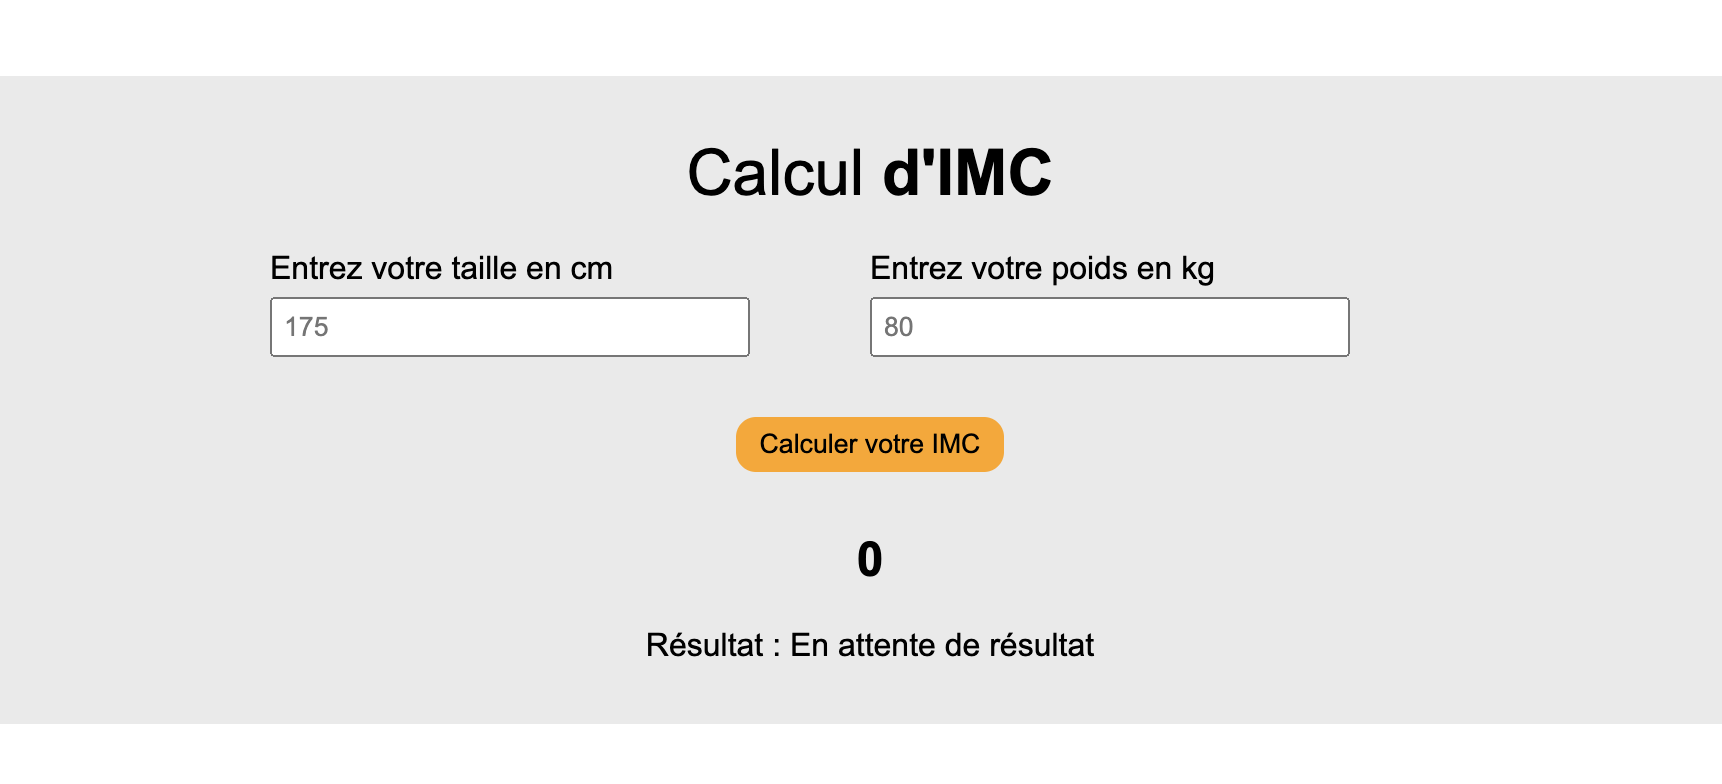 Calcul d'IMC
Entrez votre taille en cm
175
Entrez votre poids en kg
80
Calculer votre IMC
0
Résultat : En attente de résultat